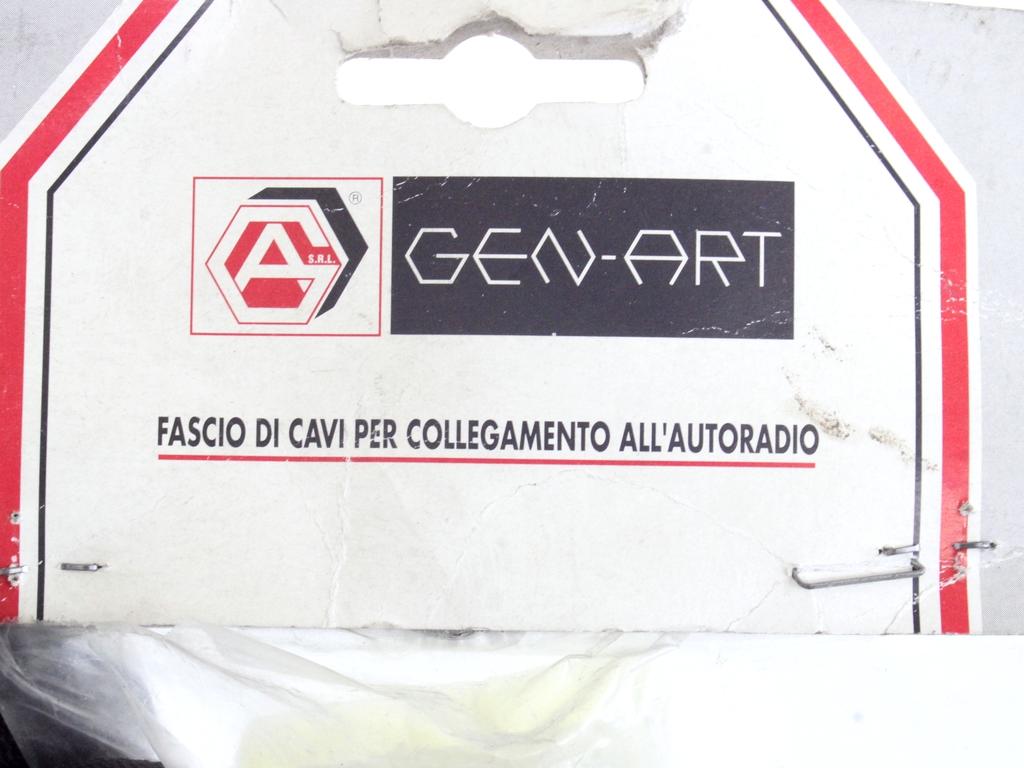 S.R.L. ®
GEN-ART
FASCIO DI CAVI PER COLLEGAMENTO ALL'AUTORADIO